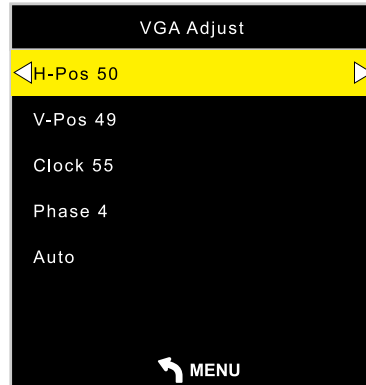 VGA Adjust
H-Pos 50
V-Pos 49
Clock 55
Phase 4
Auto
MENU